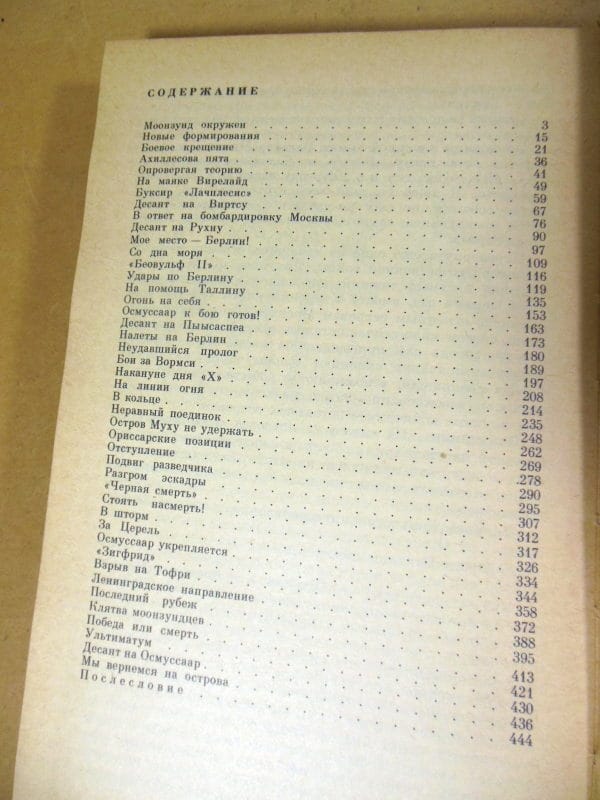 СОДЕРЖАНИЕ
Моонзунд окружен . . . . . . . . . . 3
Новые формирования . . . . . . . . . . 15
Боевое крещение . . . . . . . . . . 21
Ахиллесова пята . . . . . . . . . . 36
Опровергая теорию . . . . . . . . . . 41
На маяке Вирелайд . . . . . . . . . . 49
Буксир «Лачплесис» . . . . . . . . . . 59
Десант на Виртсу . . . . . . . . . . 67
В ответ на бомбардировку Москвы . . . . . . . . . . 76
Десант на Рухну . . . . . . . . . . 90
Мое место — Берлин! . . . . . . . . . . 97
Со дна моря . . . . . . . . . . 109
«Беовульф II» . . . . . . . . . . 116
Удары по Берлину . . . . . . . . . . 119
На помощь Таллину . . . . . . . . . . 135
Огонь на себя . . . . . . . . . . 153
Осмуссаар к бою готов! . . . . . . . . . . 163
Десант на Пыысаспеа . . . . . . . . . . 173
Налеты на Берлин . . . . . . . . . . 180
Неудавшийся пролог . . . . . . . . . . 189
Бои за Вормси . . . . . . . . . . 197
Накануне дня «Х» . . . . . . . . . . 208
На линии огня . . . . . . . . . . 214
В кольце . . . . . . . . . . 235
Неравный поединок . . . . . . . . . . 248
Остров Муху не удержать . . . . . . . . . . 262
Ориссарские позиции . . . . . . . . . . 269
Отступление . . . . . . . . . . 278
Подвиг разведчика . . . . . . . . . . 290
Разгром эскадры . . . . . . . . . . 295
«Черная смерть» . . . . . . . . . . 307
Стоять насмерть! . . . . . . . . . . 312
В шторм . . . . . . . . . . 317
За Церель . . . . . . . . . . 326
Осмуссаар укрепляется . . . . . . . . . . 334
«Зигфрид» . . . . . . . . . . 344
Взрыв на Тофри . . . . . . . . . . 358
Ленинградское направление . . . . . . . . . . 372
Последний рубеж . . . . . . . . . . 388
Клятва моонзундцев . . . . . . . . . . 395
Победа или смерть . . . . . . . . . . 413
Ультиматум . . . . . . . . . . 421
Десант на Осмуссаар . . . . . . . . . . 430
Мы вернемся на острова . . . . . . . . . . 436
Послесловие . . . . . . . . . . 444